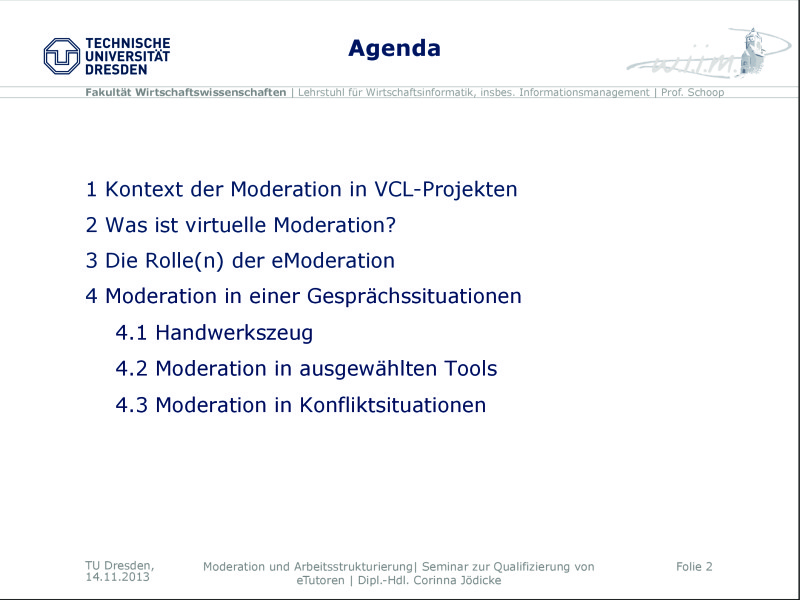 TECHNISCHE
UNIVERSITÄT
DRESDEN
Agenda
w.i.i.m.
Fakultät Wirtschaftswissenschaften | Lehrstuhl für Wirtschaftsinformatik, insbes. Informationsmanagement | Prof. Schoop
1 Kontext der Moderation in VCL-Projekten
2 Was ist virtuelle Moderation?
3 Die Rolle(n) der eModeration
4 Moderation in einer Gesprächssituationen
4.1 Handwerkszeug
4.2 Moderation in ausgewählten Tools
4.3 Moderation in Konfliktsituationen
TU Dresden,
14.11.2013
Moderation und Arbeitsstrukturierung| Seminar zur Qualifizierung von
eTutoren | Dipl.-Hdl. Corinna Jödicke
Folie 2